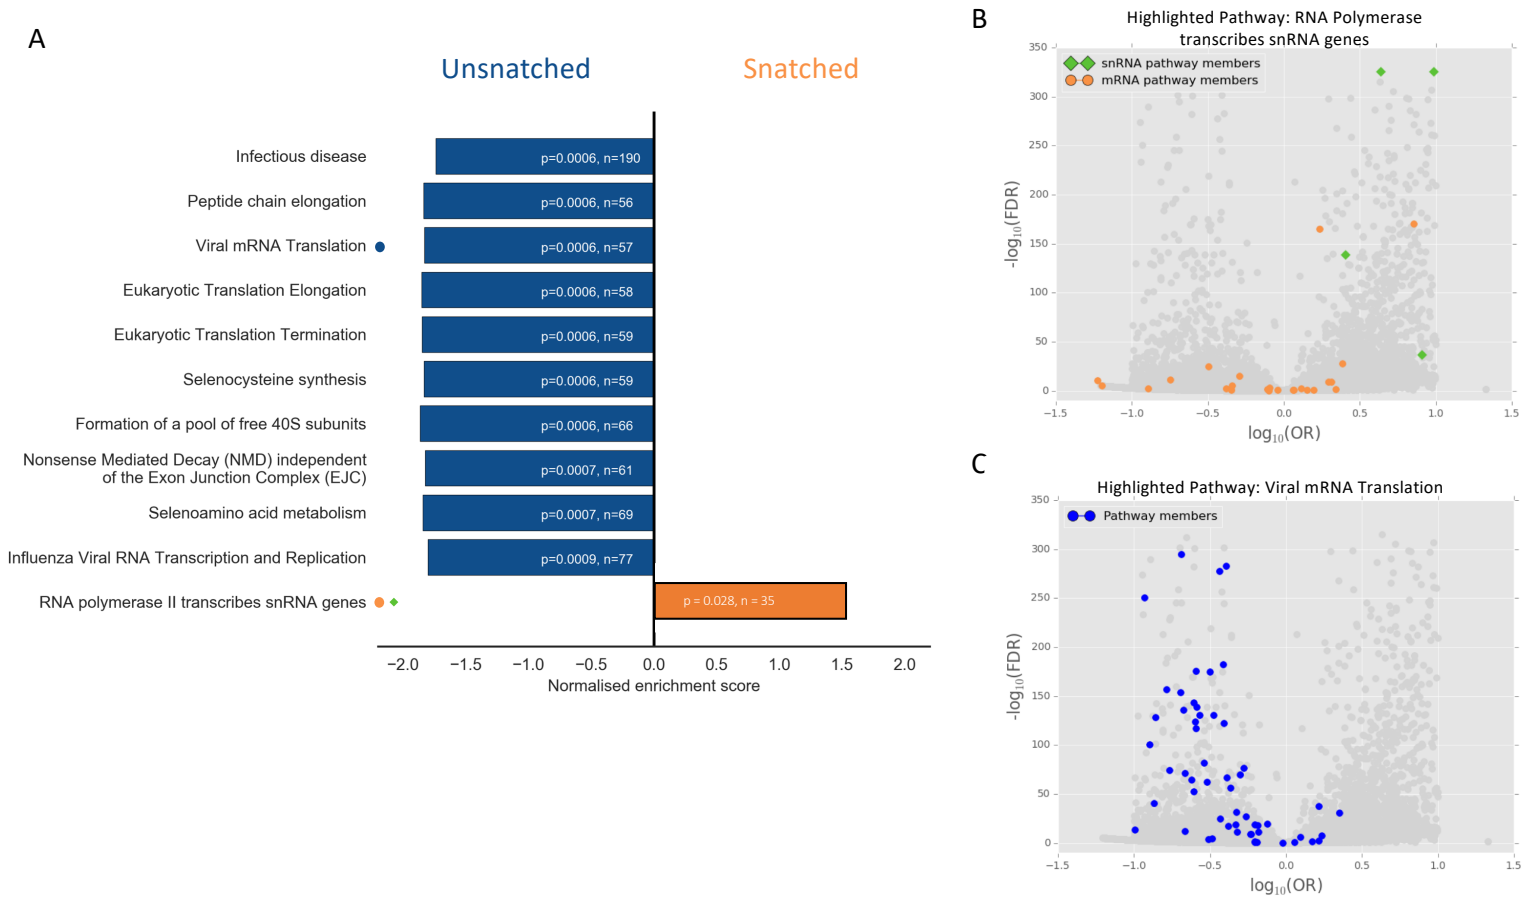 A
Unsnatched
Snatched
Infectious disease
p=0.0006, n=190
Peptide chain elongation
p=0.0006, n=56
Viral mRNA Translation
p=0.0006, n=57
Eukaryotic Translation Elongation
p=0.0006, n=58
Eukaryotic Translation Termination
p=0.0006, n=59
Selenocysteine synthesis
p=0.0006, n=59
Formation of a pool of free 40S subunits
p=0.0006, n=66
Nonsense Mediated Decay (NMD) independent
of the Exon Junction Complex (EJC)
p=0.0007, n=61
Selenoamino acid metabolism
p=0.0007, n=69
Influenza Viral RNA Transcription and Replication
p=0.0009, n=77
RNA polymerase II transcribes snRNA genes
p = 0.028, n = 35
−2.0 −1.5 −1.0 −0.5 0.0 0.5 1.0 1.5 2.0
Normalised enrichment score
B
Highlighted Pathway: RNA Polymerase
transcribes snRNA genes
snRNA pathway members
mRNA pathway members
350
300
250
200
150
100
50
0
-log10(FDR)
−1.5 −1.0 −0.5 0.0 0.5 1.0 1.5
log10(OR)
C
Highlighted Pathway: Viral mRNA Translation
Pathway members
350
300
250
200
150
100
50
0
-log10(FDR)
−1.5 −1.0 −0.5 0.0 0.5 1.0 1.5
log10(OR)